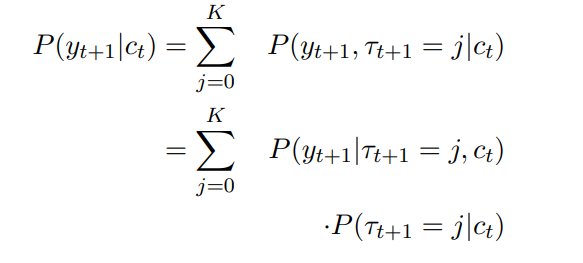 $P(y_{t+1}|c_t) = \sum_{j=0}^{K} P(y_{t+1}, \tau_{t+1} = j|c_t)$
$= \sum_{j=0}^{K} P(y_{t+1}|\tau_{t+1} = j, c_t)$
$\cdot P(\tau_{t+1} = j|c_t)$